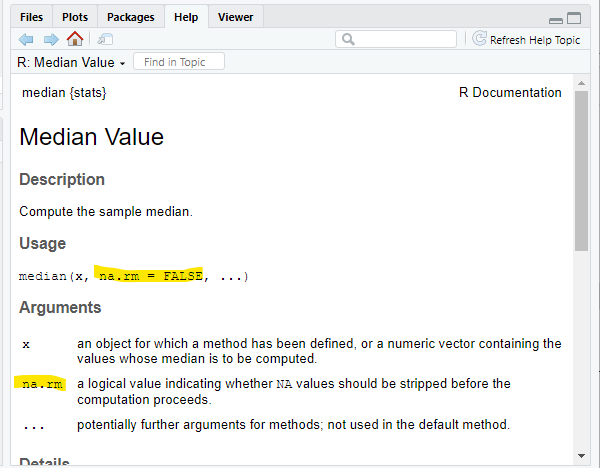 Files Plots Packages Help Viewer
Refresh Help Topic
R: Median Value Find in Topic
median {stats} R Documentation
Median Value
Description
Compute the sample median.
Usage
median(x, na.rm = FALSE, ...)
Arguments
x an object for which a method has been defined, or a numeric vector containing the
values whose median is to be computed.
na.rm a logical value indicating whether NA values should be stripped before the
computation proceeds.
... potentially further arguments for methods; not used in the default method.
Details